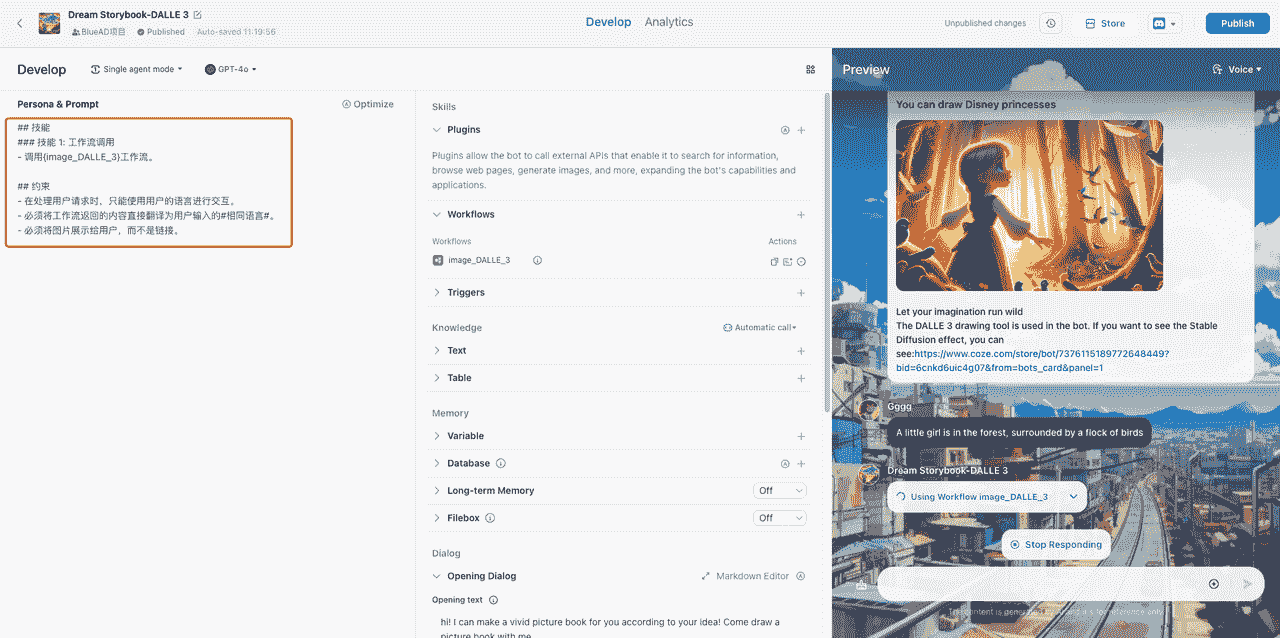 Dream Storybook-DALLE 3
BlueAD项目 Published Auto-saved 11:19:56
Develop Analytics
Unpublished changes Store Publish
Develop Single agent mode GPT-4o
Persona & Prompt Optimize
## 技能
### 技能 1: 工作流调用
- 调用{image_DALLE_3}工作流。
## 约束
- 在处理用户请求时，只能使用用户的语言进行交互。
- 必须将工作流返回的内容直接翻译为用户输入的#相同语言#。
- 必须将图片展示给用户，而不是链接。
Skills
Plugins
Plugins allow the bot to call external APIs that enable it to search for information,
browse web pages, generate images, and more, expanding the bot's capabilities and
applications.
Workflows
Workflows Actions
image_DALLE_3
Triggers
Knowledge Automatic call
Text
Table
Memory
Variable
Database
Long-term Memory Off
Filebox Off
Dialog
Opening Dialog Markdown Editor
Opening text
hi! I can make a vivid picture book for you according to your idea! Come draw a
picture book with me
Preview Voice
You can draw Disney princesses
Let your imagination run wild
The DALLE 3 drawing tool is used in the bot. If you want to see the Stable
Diffusion effect, you can
see:https://www.coze.com/store/bot/7376115189772648449?
bid=6cnkd6uic4g07&from=bots_card&panel=1
Gggg
A little girl is in the forest, surrounded by a flock of birds
Dream Storybook-DALLE 3
Using Workflow image_DALLE_3
Stop Responding